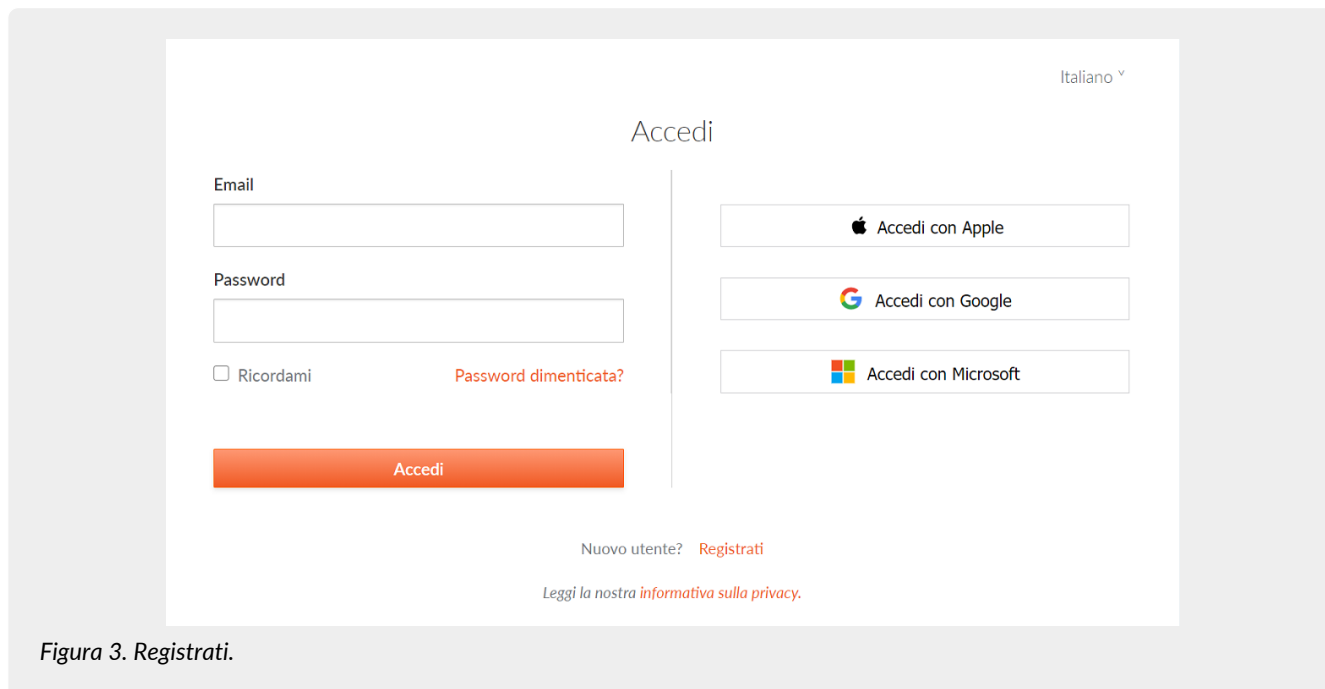 Italiano ˅
Accedi
Email
Password
Ricordami
Password dimenticata?
Accedi
Accedi con Apple
Accedi con Google
Accedi con Microsoft
Nuovo utente? Registrati
Leggi la nostra informativa sulla privacy.
Figura 3. Registrati.